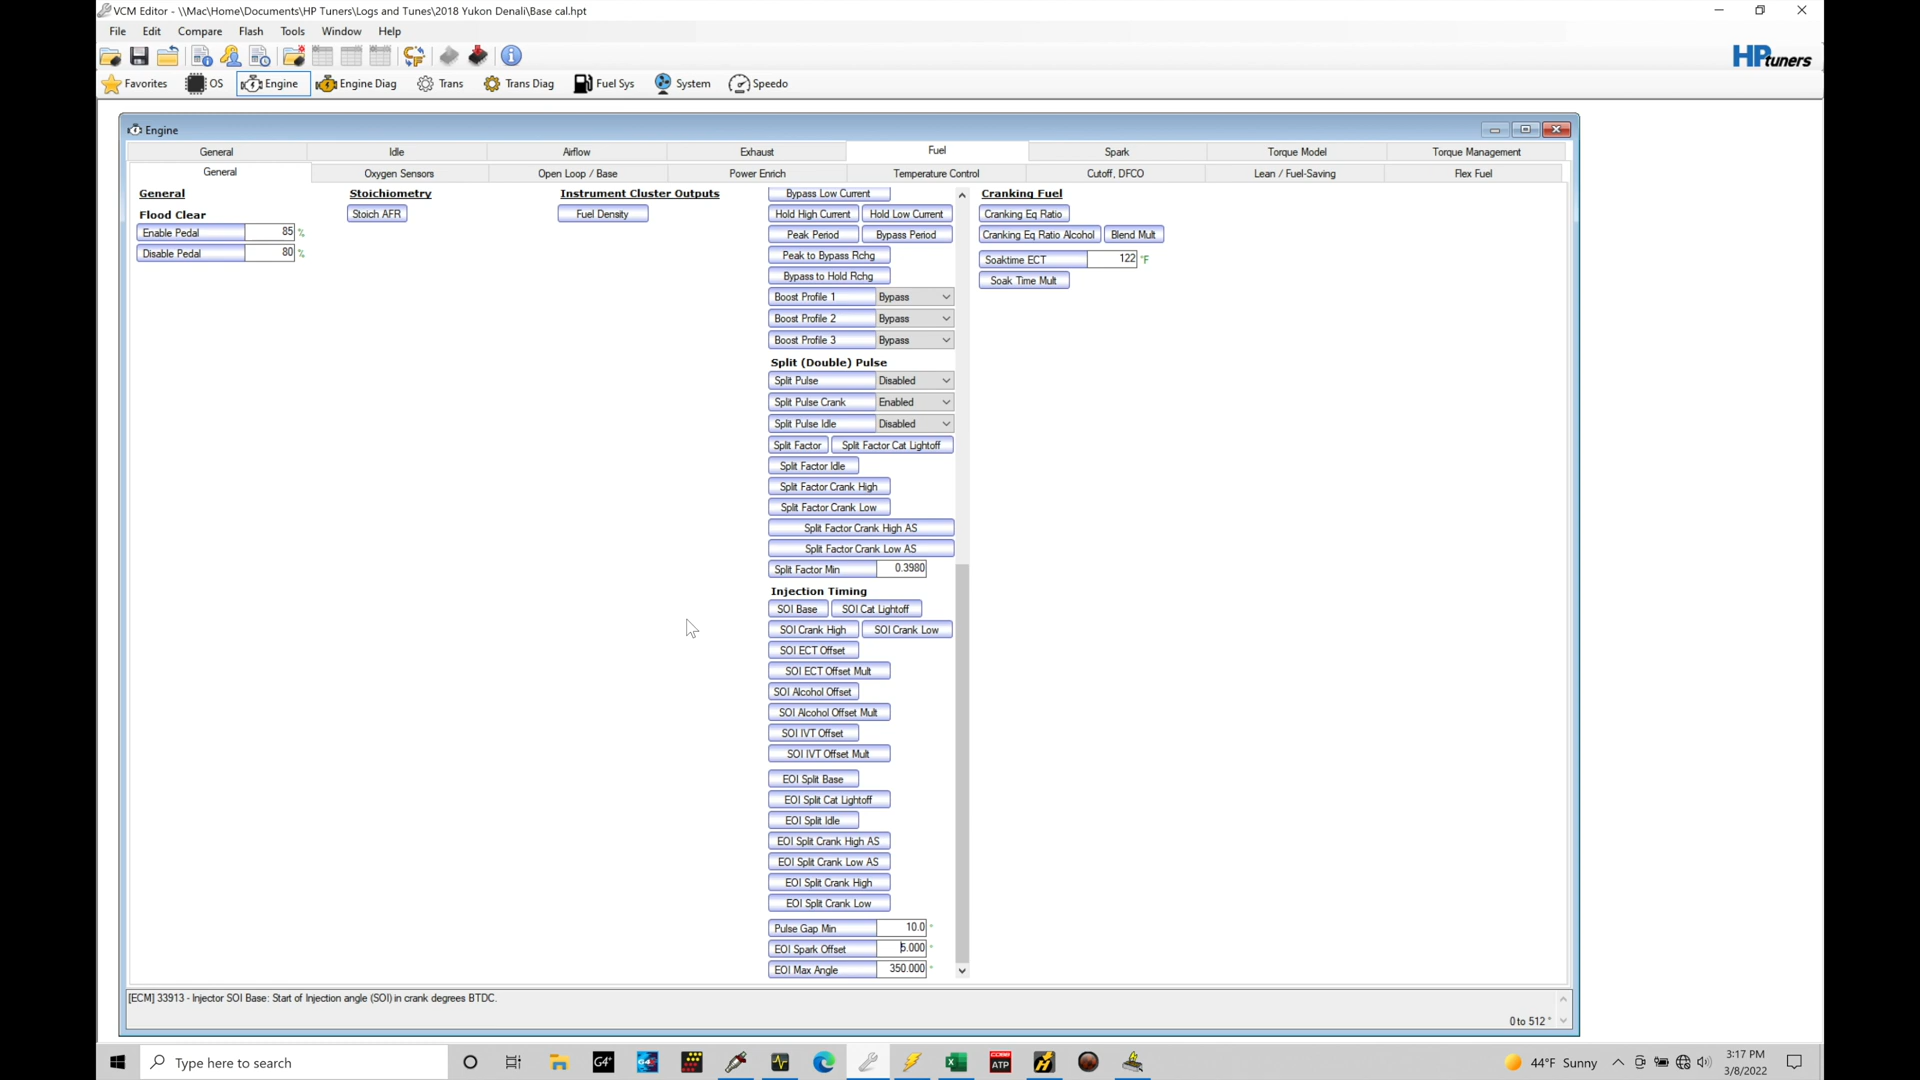 VCM Editor - \\Mac\Home\Documents\HP Tuners\Logs and Tunes\2018 Yukon Denali\Base cal.hpt
File Edit Compare Flash Tools Window Help
HPtuners
Favorites OS Engine Engine Diag Trans Trans Diag Fuel Sys System Speedo
Engine
General Idle Airflow Exhaust Fuel Spark Torque Model Torque Management
General Oxygen Sensors Open Loop / Base Power Enrich Temperature Control Cutoff, DFCO Lean / Fuel-Saving Flex Fuel
General
Flood Clear
Enable Pedal 85 %
Disable Pedal 80 %
Stoichiometry
Stoich AFR
Instrument Cluster Outputs
Fuel Density
Bypass Low Current
Hold High Current Hold Low Current
Peak Period Bypass Period
Peak to Bypass Rchg
Bypass to Hold Rchg
Boost Profile 1 Bypass
Boost Profile 2 Bypass
Boost Profile 3 Bypass
Split (Double) Pulse
Split Pulse Disabled
Split Pulse Crank Enabled
Split Pulse Idle Disabled
Split Factor Split Factor Cat Lightoff
Split Factor Idle
Split Factor Crank High
Split Factor Crank Low
Split Factor Crank High AS
Split Factor Crank Low AS
Split Factor Min 0.3980
Injection Timing
SOI Base SOI Cat Lightoff
SOI Crank High SOI Crank Low
SOI ECT Offset
SOI ECT Offset Mult
SOI Alcohol Offset
SOI Alcohol Offset Mult
SOI IVT Offset
SOI IVT Offset Mult
EOI Split Base
EOI Split Cat Lightoff
EOI Split Idle
EOI Split Crank High AS
EOI Split Crank Low AS
EOI Split Crank High
EOI Split Crank Low
Pulse Gap Min 10.0 °
EOI Spark Offset 5.000 °
EOI Max Angle 350.000 °
Cranking Fuel
Cranking Eq Ratio
Cranking Eq Ratio Alcohol Blend Mult
Soaktime ECT 122 °F
Soak Time Mult
[ECM] 33913 - Injector SOI Base: Start of Injection angle (SOI) in crank degrees BTDC.
0 to 512 °
Type here to search
G4+
G4X
COBB
ATP
44°F Sunny
3:17 PM
3/8/2022